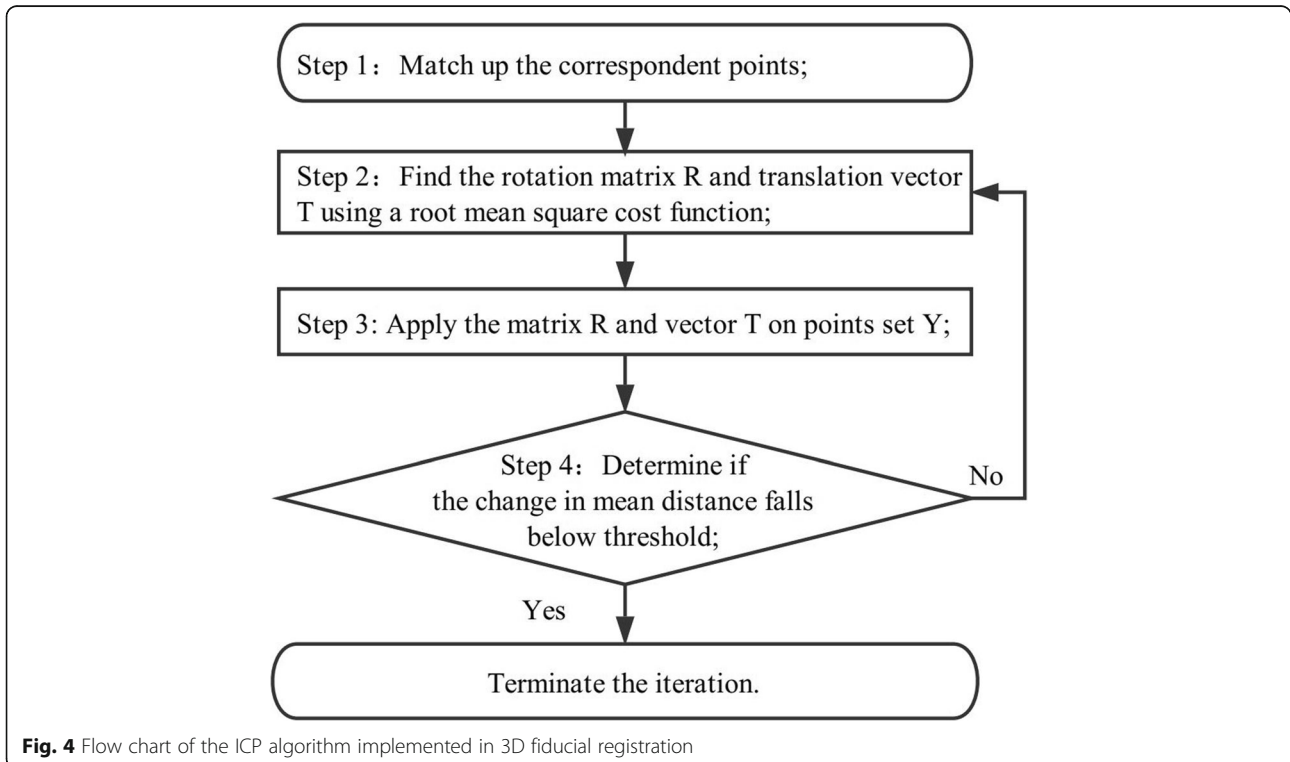 Step 1：Match up the correspondent points;
Step 2：Find the rotation matrix R and translation vector
T using a root mean square cost function;
Step 3: Apply the matrix R and vector T on points set Y;
Step 4：Determine if
the change in mean distance falls
below threshold;
No
Yes
Terminate the iteration.
Fig. 4 Flow chart of the ICP algorithm implemented in 3D fiducial registration